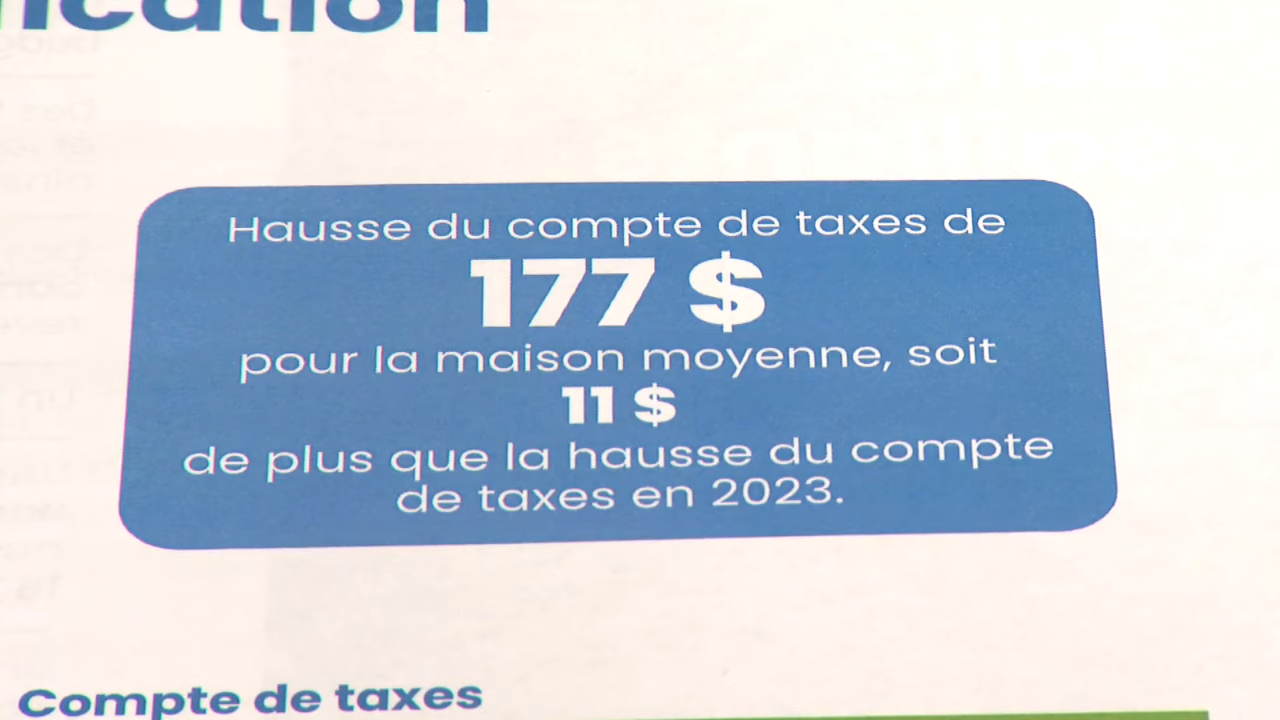 Hausse du compte de taxes de
177 $
pour la maison moyenne, soit
11 $
de plus que la hausse du compte
de taxes en 2023.
Compte de taxes